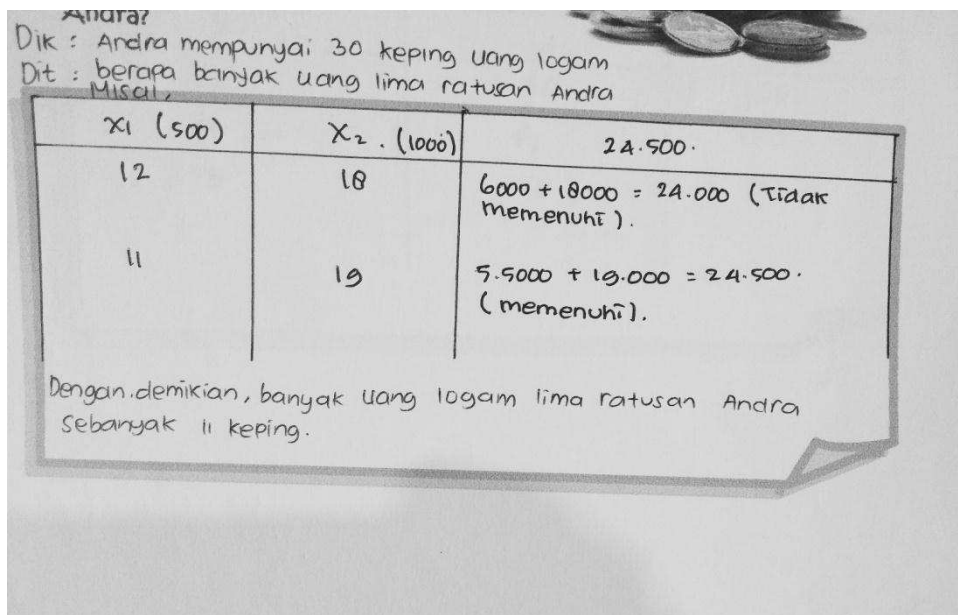 Andra?
Dik : Andra mempunyai 30 keping uang logam
Dit : berapa banyak uang lima ratusan Andra
Misal,
x1 (500) X2 . (1000) 24.500.
12 18 6000 + 18000 = 24.000 (Tidak
memenuhi ).
11 19 5.5000 + 19.000 = 24.500.
( memenuhi).
Dengan.demikian, banyak uang logam lima ratusan Andra
sebanyak 11 keping.